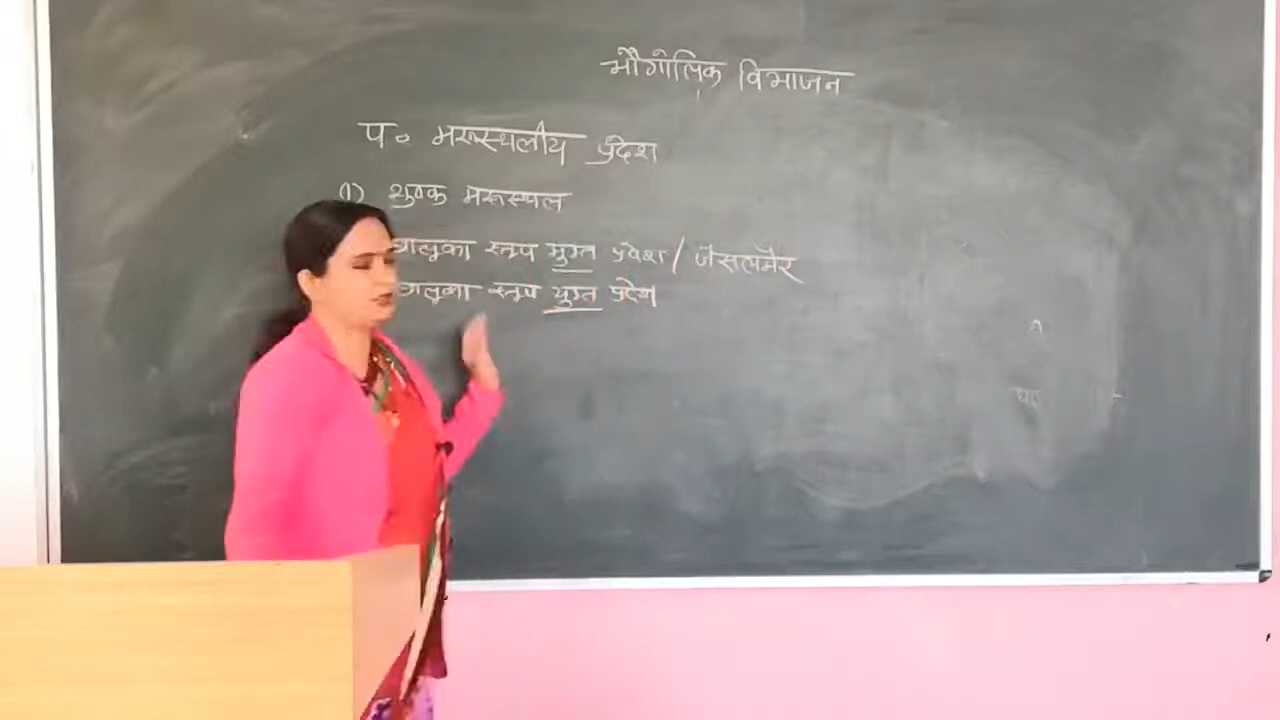 भौगोलिक विभाजन
प० मरूस्थलीय प्रदेश
(1) शुष्क मरूस्थल
बालुका स्तूप मुक्त प्रदेश / जैसलमेर
बालुका स्तूप युक्त प्रदेश